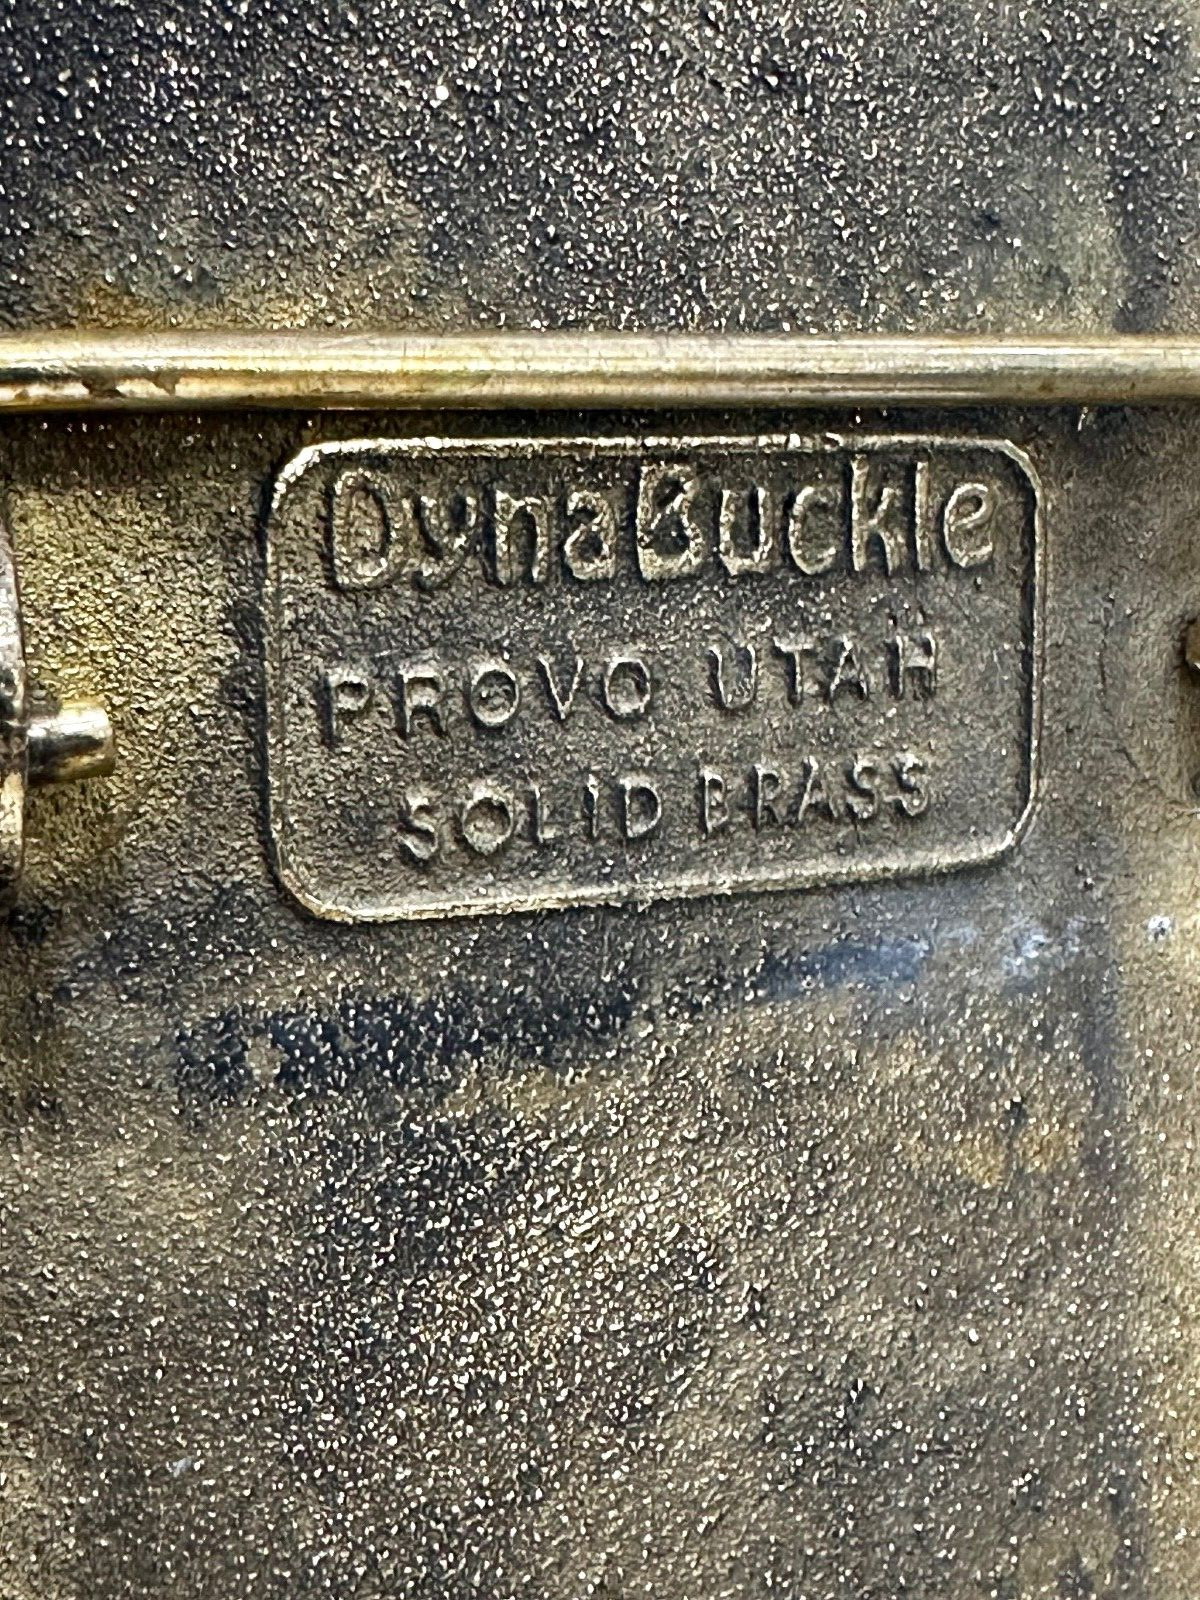 DynaBuckle
PROVO UTAH
SOLID BRASS